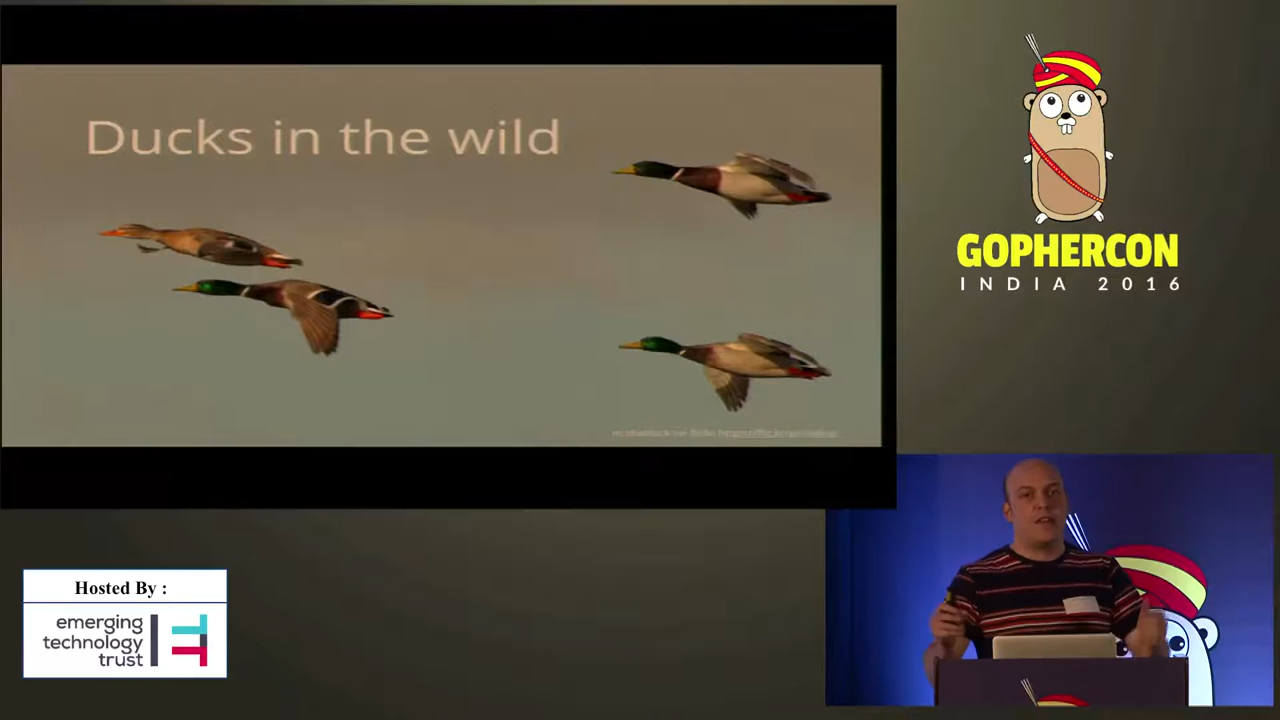 Ducks in the wild
GOPHERCON
INDIA 2016
Hosted By :
emerging
technology
trust